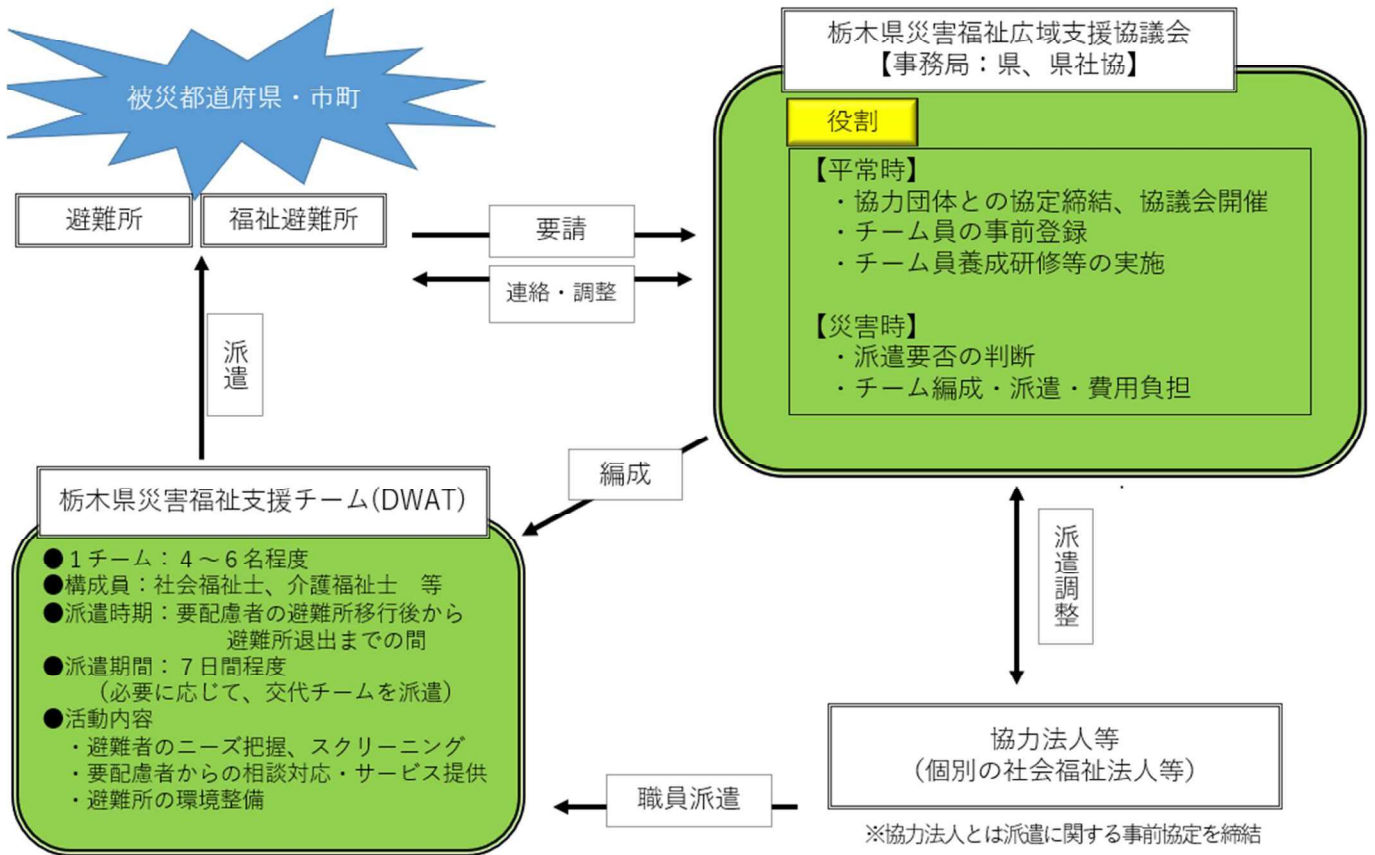 被災都道府県・市町
避難所
福祉避難所
要請
連絡・調整
派遣
栃木県災害福祉広域支援協議会
【事務局：県、県社協】
役割
【平常時】
・協力団体との協定締結、協議会開催
・チーム員の事前登録
・チーム員養成研修等の実施
【災害時】
・派遣要否の判断
・チーム編成・派遣・費用負担
編成
栃木県災害福祉支援チーム(DWAT)
●１チーム：４～６名程度
●構成員：社会福祉士、介護福祉士　等
●派遣時期：要配慮者の避難所移行後から
避難所退出までの間
●派遣期間：７日間程度
（必要に応じて、交代チームを派遣）
●活動内容
・避難者のニーズ把握、スクリーニング
・要配慮者からの相談対応・サービス提供
・避難所の環境整備
派遣調整
職員派遣
協力法人等
（個別の社会福祉法人等）
※協力法人とは派遣に関する事前協定を締結